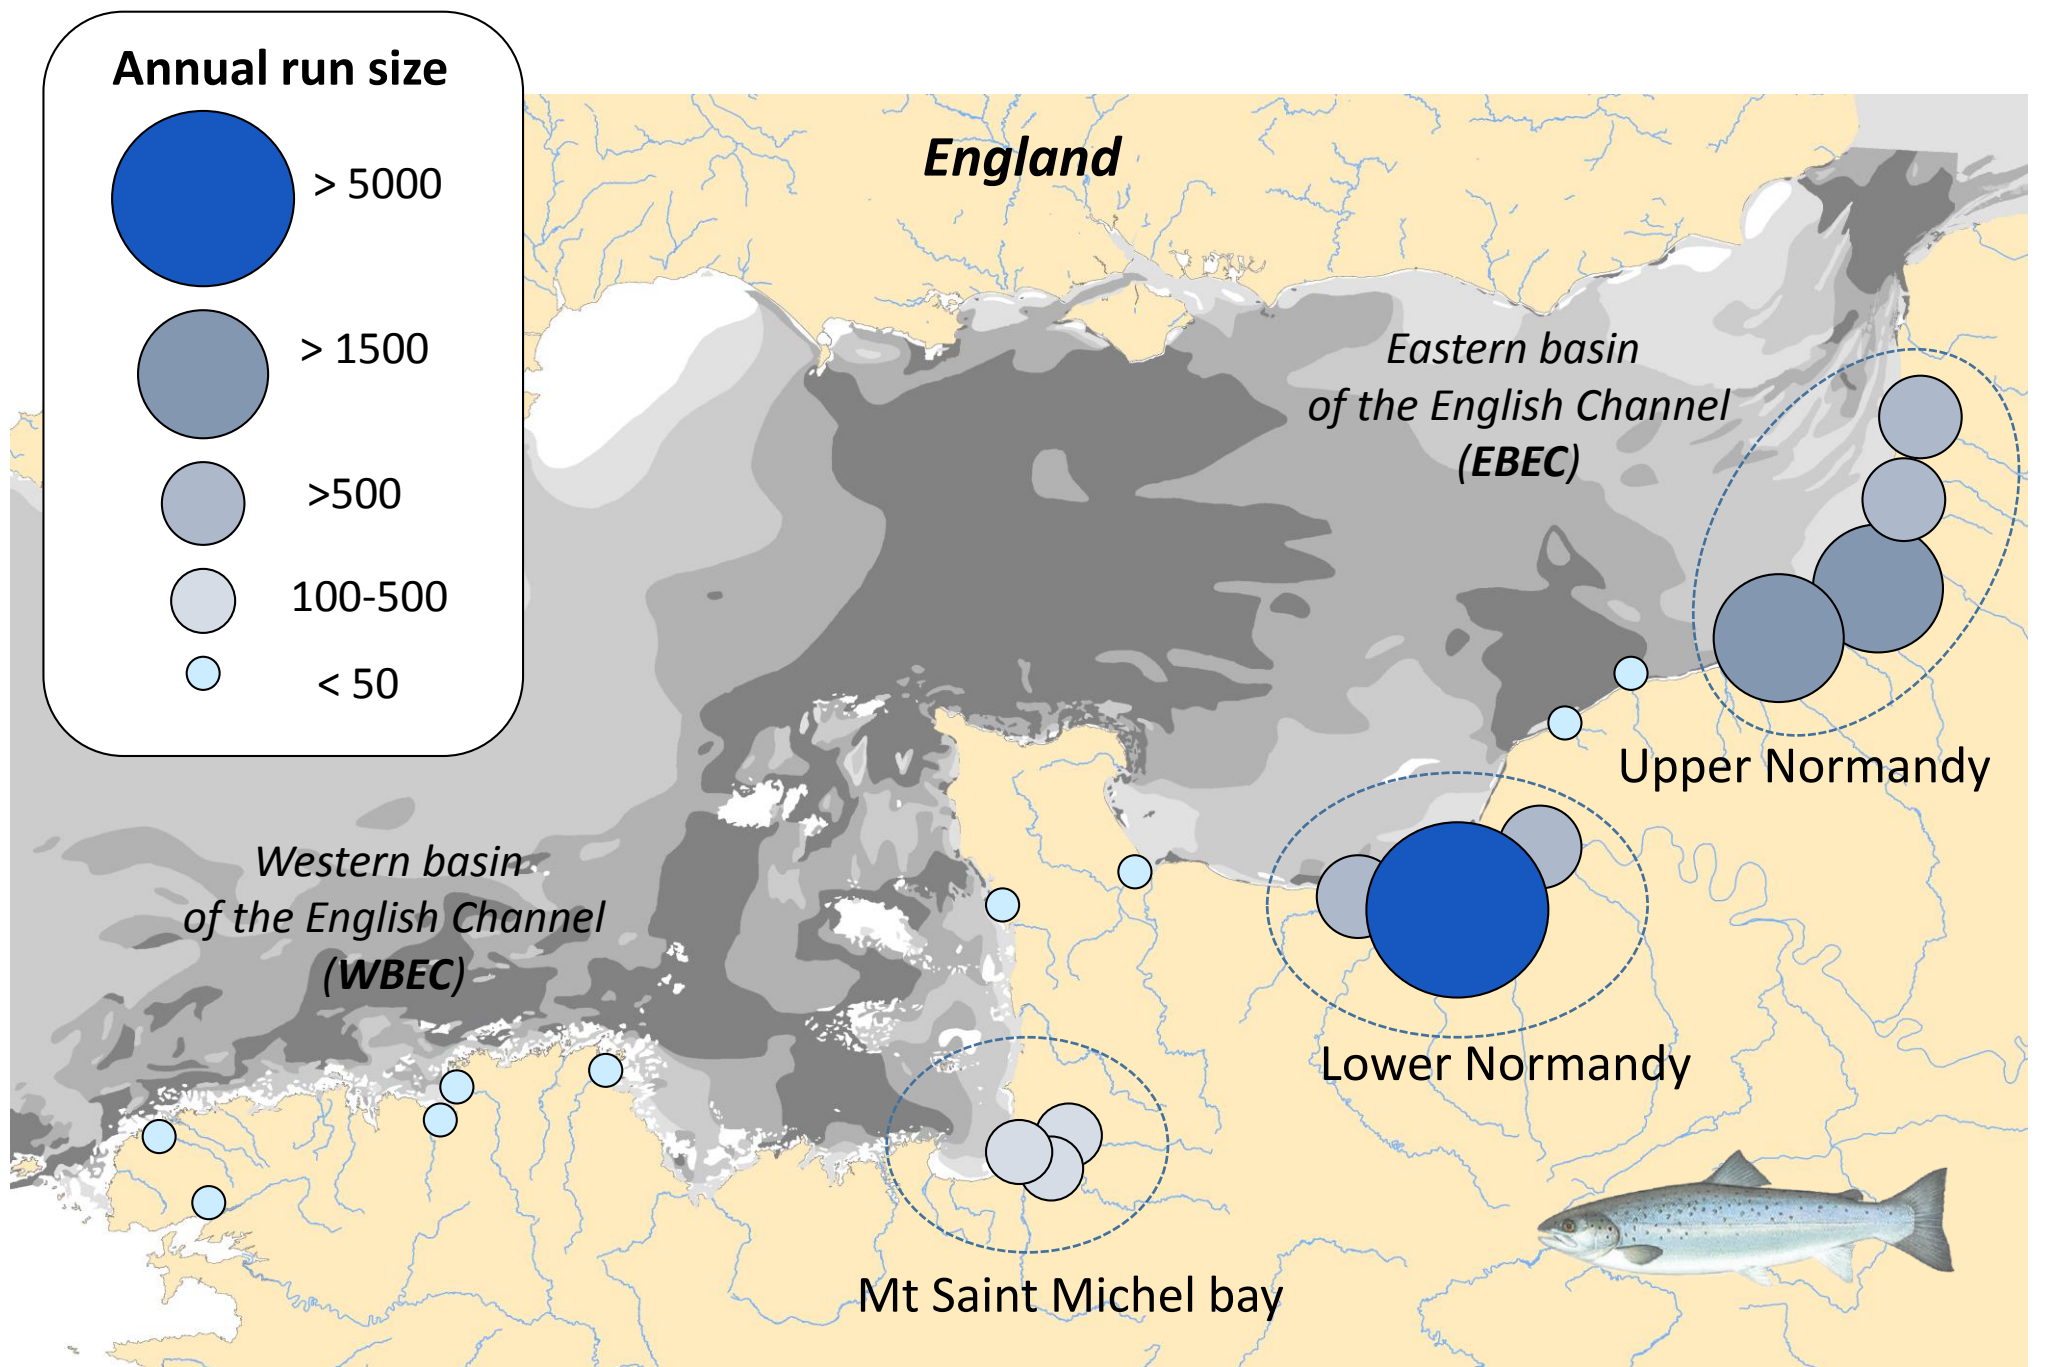 Annual run size
> 5000
> 1500
>500
100-500
< 50
England
Eastern basin
of the English Channel
(EBEC)
Upper Normandy
Western basin
of the English Channel
(WBEC)
Lower Normandy
Mt Saint Michel bay